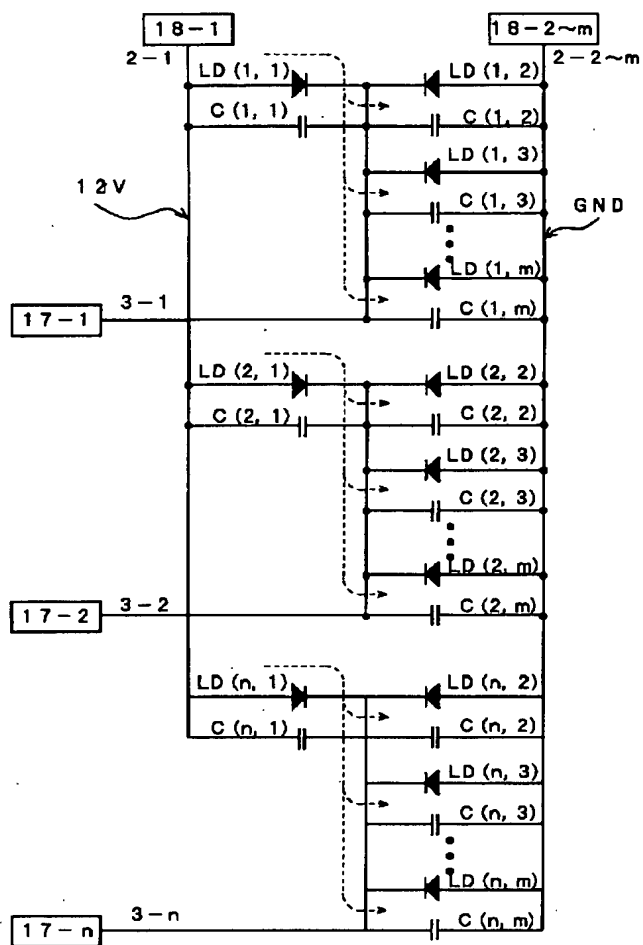 18-1 18-2~m
2-1 2-2~m
LD (1, 1) LD (1, 2)
C (1, 1) C (1, 2)
LD (1, 3)
12V C (1, 3) GND
LD (1, m)
3-1
17-1 C (1, m)
LD (2, 1) LD (2, 2)
C (2, 1) C (2, 2)
LD (2, 3)
C (2, 3)
LD (2, m)
3-2
17-2 C (2, m)
LD (n, 1) LD (n, 2)
C (n, 1) C (n, 2)
LD (n, 3)
C (n, 3)
LD (n, m)
3-n
17-n C (n, m)